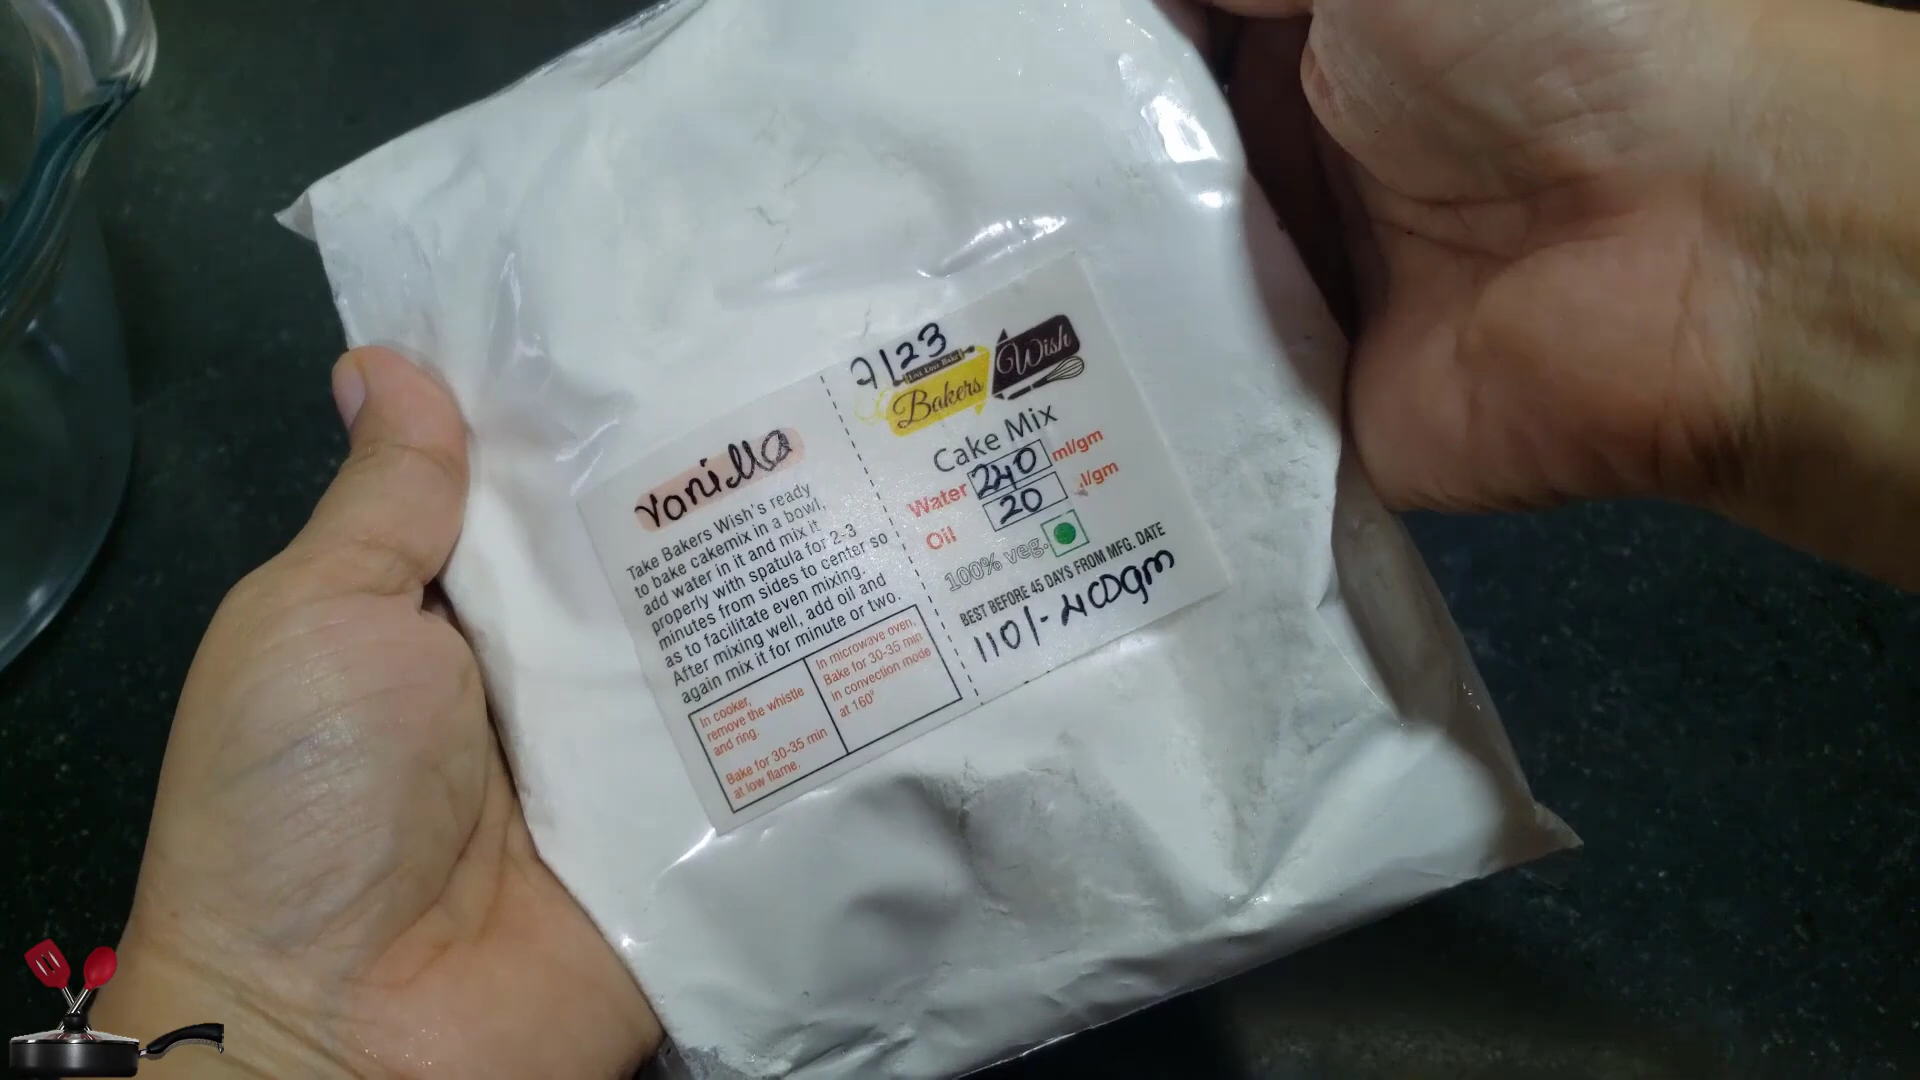 Vanilla
Take Bakers Wish's ready
to bake cakemix in a bowl,
add water in it and mix it
properly with spatula for 2-3
minutes from sides to center so
as to facilitate even mixing.
After mixing well, add oil and
again mix it for minute or two.
In cooker,
remove the whistle
and ring.
Bake for 30-35 min
at low flame.
In microwave oven,
Bake for 30-35 min
in convection mode
at 160°
7/23
Bakers Wish
Cake Mix
Water 240 ml/gm
Oil 20 l/gm
100% veg.
BEST BEFORE 45 DAYS FROM MFG. DATE
110/- 400gm